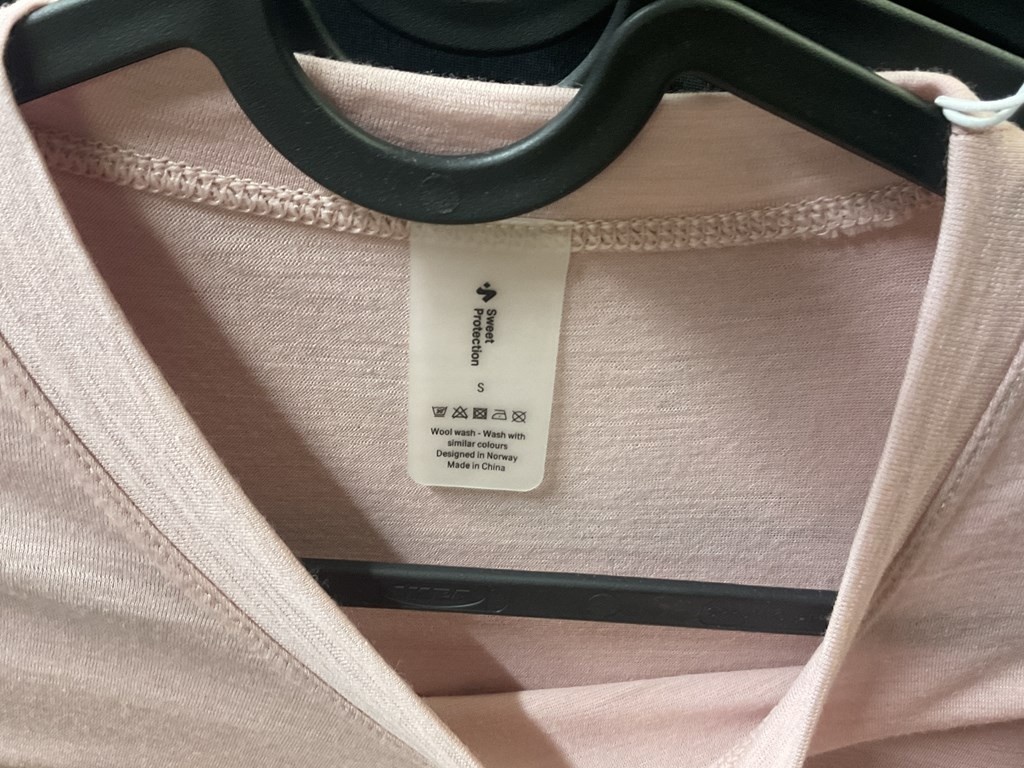 Sweet
Protection
S
Wool wash - Wash with
similar colours
Designed in Norway
Made in China